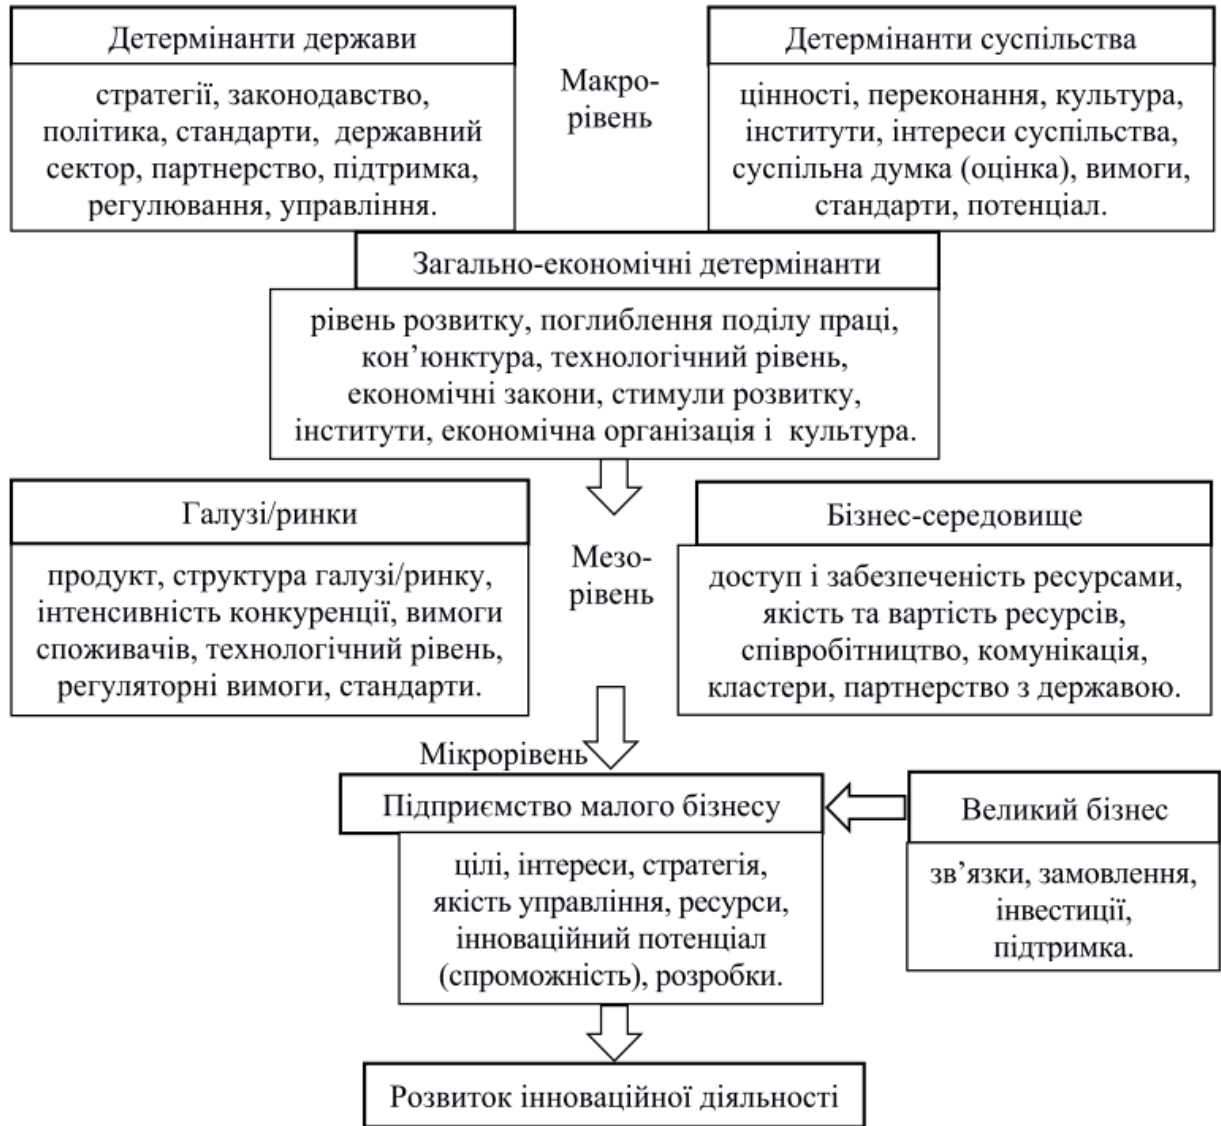 Детермінанти держави
стратегії, законодавство,
політика, стандарти, державний
сектор, партнерство, підтримка,
регулювання, управління.
Макро-
рівень
Детермінанти суспільства
цінності, переконання, культура,
інститути, інтереси суспільства,
суспільна думка (оцінка), вимоги,
стандарти, потенціал.
Загально-економічні детермінанти
рівень розвитку, поглиблення поділу праці,
кон’юнктура, технологічний рівень,
економічні закони, стимули розвитку,
інститути, економічна організація і культура.
Галузі/ринки
продукт, структура галузі/ринку,
інтенсивність конкуренції, вимоги
споживачів, технологічний рівень,
регуляторні вимоги, стандарти.
Мезо-
рівень
Бізнес-середовище
доступ і забезпеченість ресурсами,
якість та вартість ресурсів,
співробітництво, комунікація,
кластери, партнерство з державою.
Мікрорівень
Підприємство малого бізнесу
цілі, інтереси, стратегія,
якість управління, ресурси,
інноваційний потенціал
(спроможність), розробки.
Великий бізнес
зв’язки, замовлення,
інвестиції,
підтримка.
Розвиток інноваційної діяльності